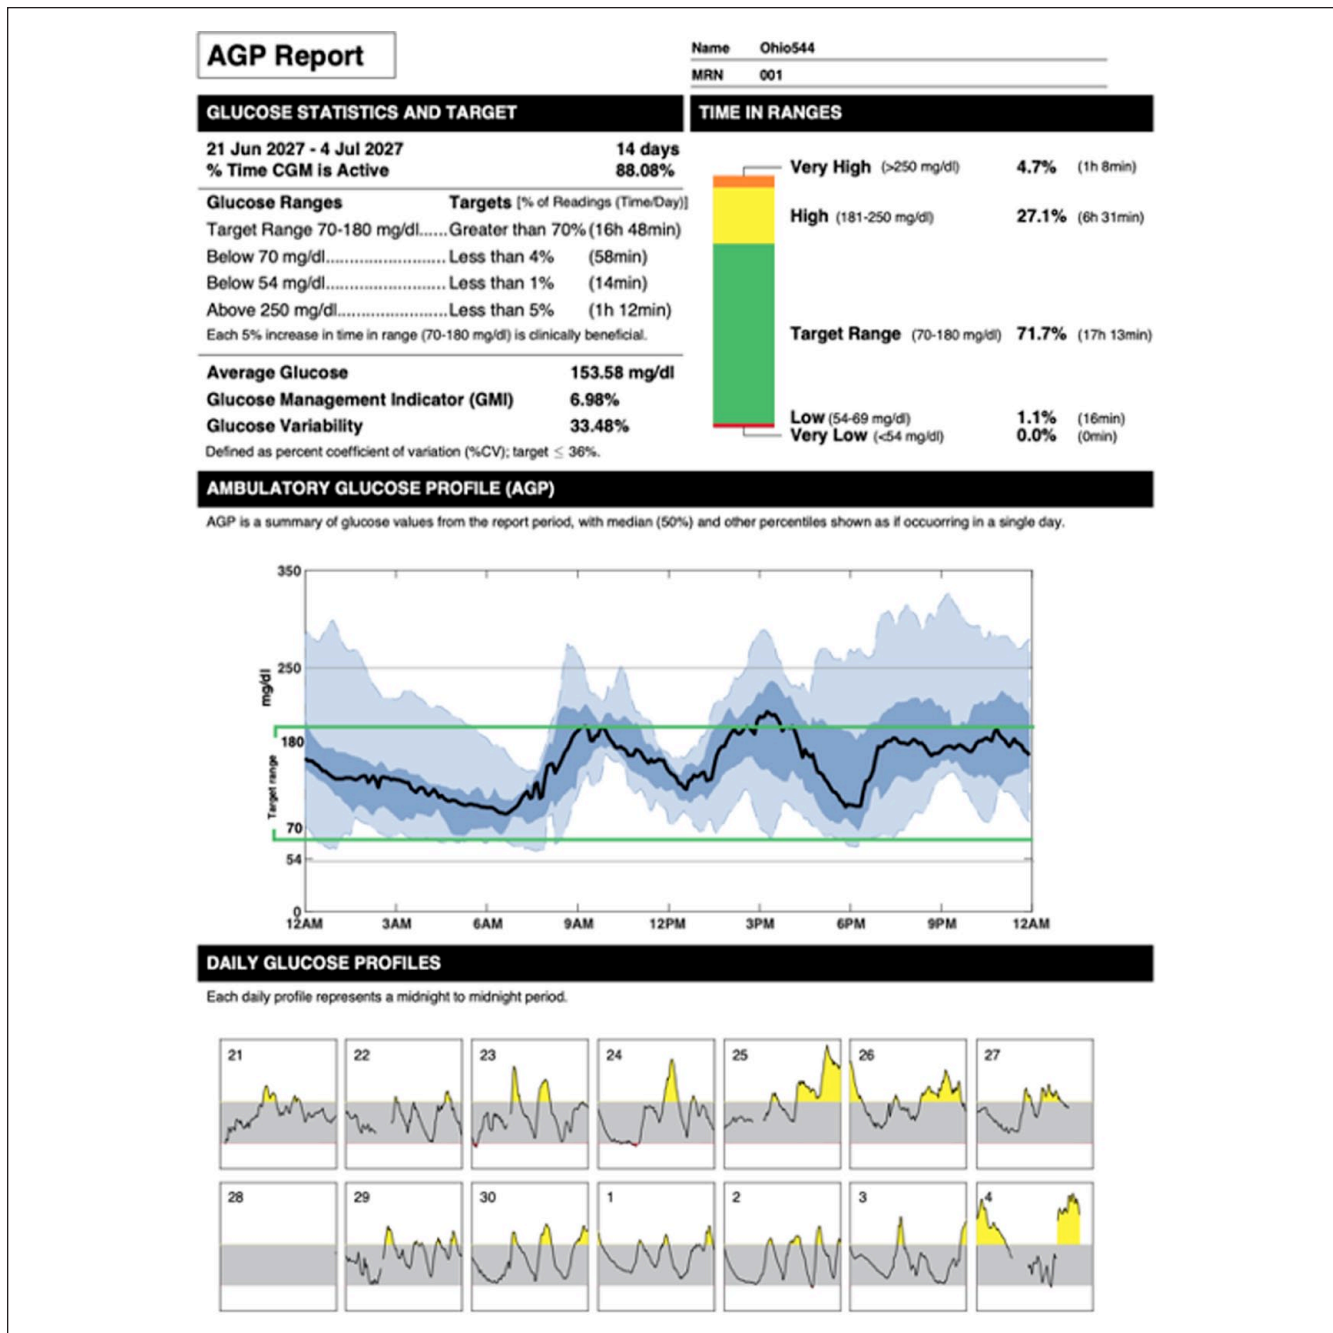 AGP Report
Name Ohio544
MRN 001
GLUCOSE STATISTICS AND TARGET
21 Jun 2027 - 4 Jul 2027 14 days
% Time CGM is Active 88.08%
Glucose Ranges Targets [% of Readings (Time/Day)]
Target Range 70-180 mg/dl......Greater than 70% (16h 48min)
Below 70 mg/dl.........................Less than 4% (58min)
Below 54 mg/dl.........................Less than 1% (14min)
Above 250 mg/dl.......................Less than 5% (1h 12min)
Each 5% increase in time in range (70-180 mg/dl) is clinically beneficial.
Average Glucose 153.58 mg/dl
Glucose Management Indicator (GMI) 6.98%
Glucose Variability 33.48%
Defined as percent coefficient of variation (%CV); target ≤ 36%.
TIME IN RANGES
Very High (>250 mg/dl) 4.7% (1h 8min)
High (181-250 mg/dl) 27.1% (6h 31min)
Target Range (70-180 mg/dl) 71.7% (17h 13min)
Low (54-69 mg/dl) 1.1% (16min)
Very Low (<54 mg/dl) 0.0% (0min)
AMBULATORY GLUCOSE PROFILE (AGP)
AGP is a summary of glucose values from the report period, with median (50%) and other percentiles shown as if occuorring in a single day.
350
250
mg/dl
180
Target range
70
54
0
12AM 3AM 6AM 9AM 12PM 3PM 6PM 9PM 12AM
DAILY GLUCOSE PROFILES
Each daily profile represents a midnight to midnight period.
21 22 23 24 25 26 27
28 29 30 1 2 3 4